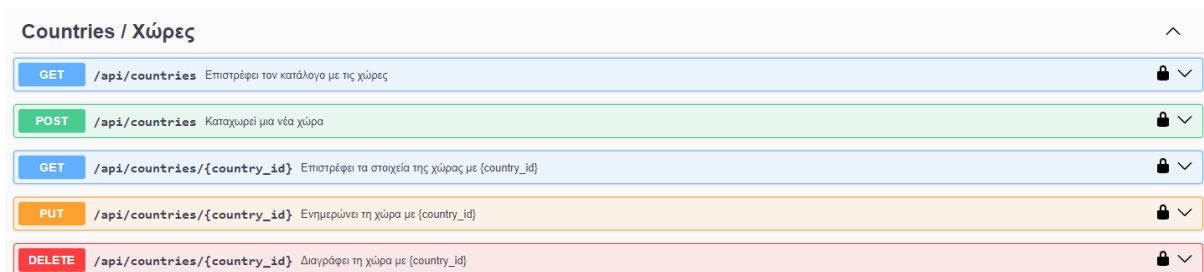 Countries / Χώρες
GET /api/countries Επιστρέφει τον κατάλογο με τις χώρες
POST /api/countries Καταχωρεί μια νέα χώρα
GET /api/countries/{country_id} Επιστρέφει τα στοιχεία της χώρας με {country_id}
PUT /api/countries/{country_id} Ενημερώνει τη χώρα με {country_id}
DELETE /api/countries/{country_id} Διαγράφει τη χώρα με {country_id}